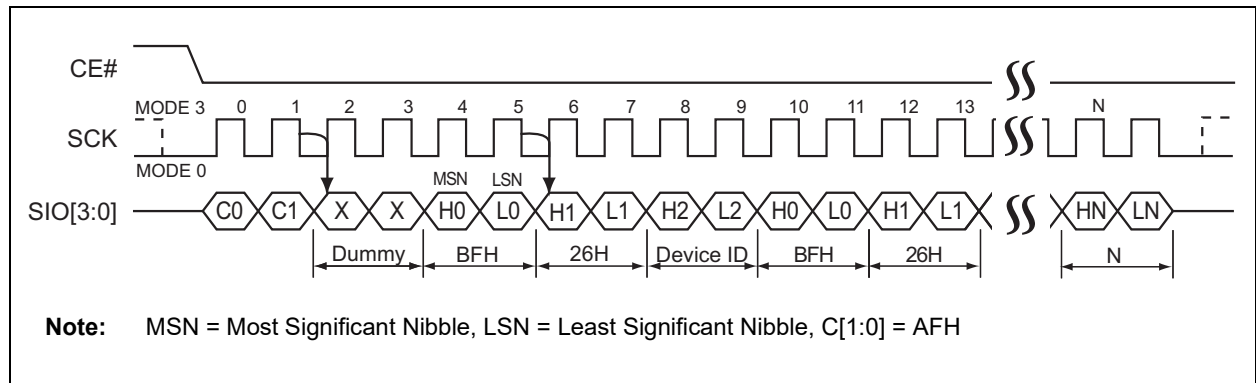 CE#
MODE 3 0 1 2 3 4 5 6 7 8 9 10 11 12 13 N
SCK
MODE 0
MSN LSN
SIO[3:0] C0 C1 X X H0 L0 H1 L1 H2 L2 H0 L0 H1 L1 HN LN
Dummy BFH 26H Device ID BFH 26H N
Note: MSN = Most Significant Nibble, LSN = Least Significant Nibble, C[1:0] = AFH